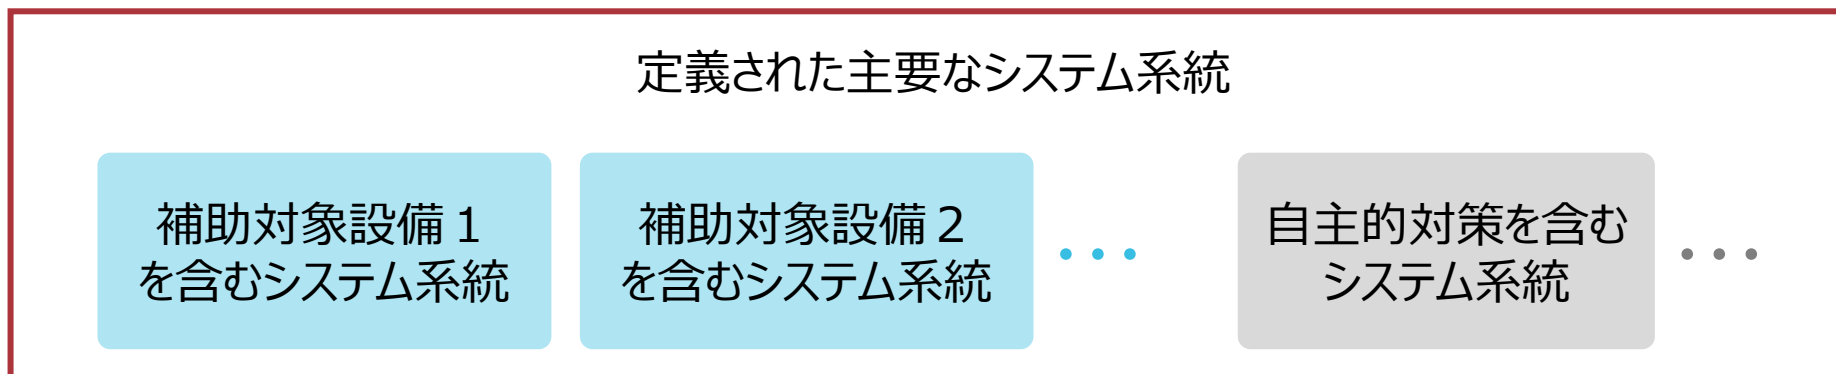 定義された主要なシステム系統
補助対象設備1
を含むシステム系統
補助対象設備2
を含むシステム系統
・・・
自主的対策を含む
システム系統
・・・